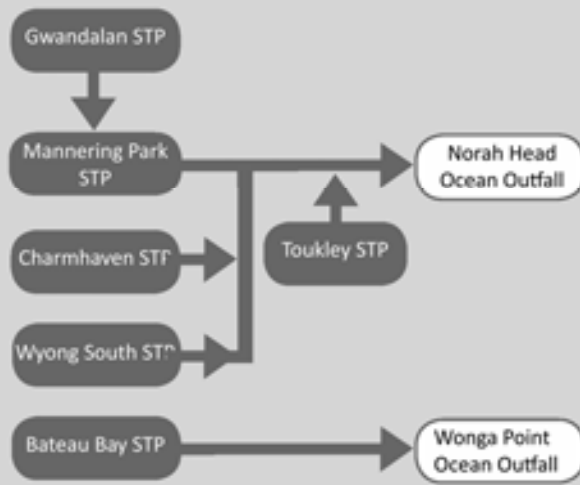 Gwandalan STP
Mannering Park
STP
Norah Head
Ocean Outfall
Charmhaven STP
Toukley STP
Wyong South STP
Bateau Bay STP
Wonga Point
Ocean Outfall